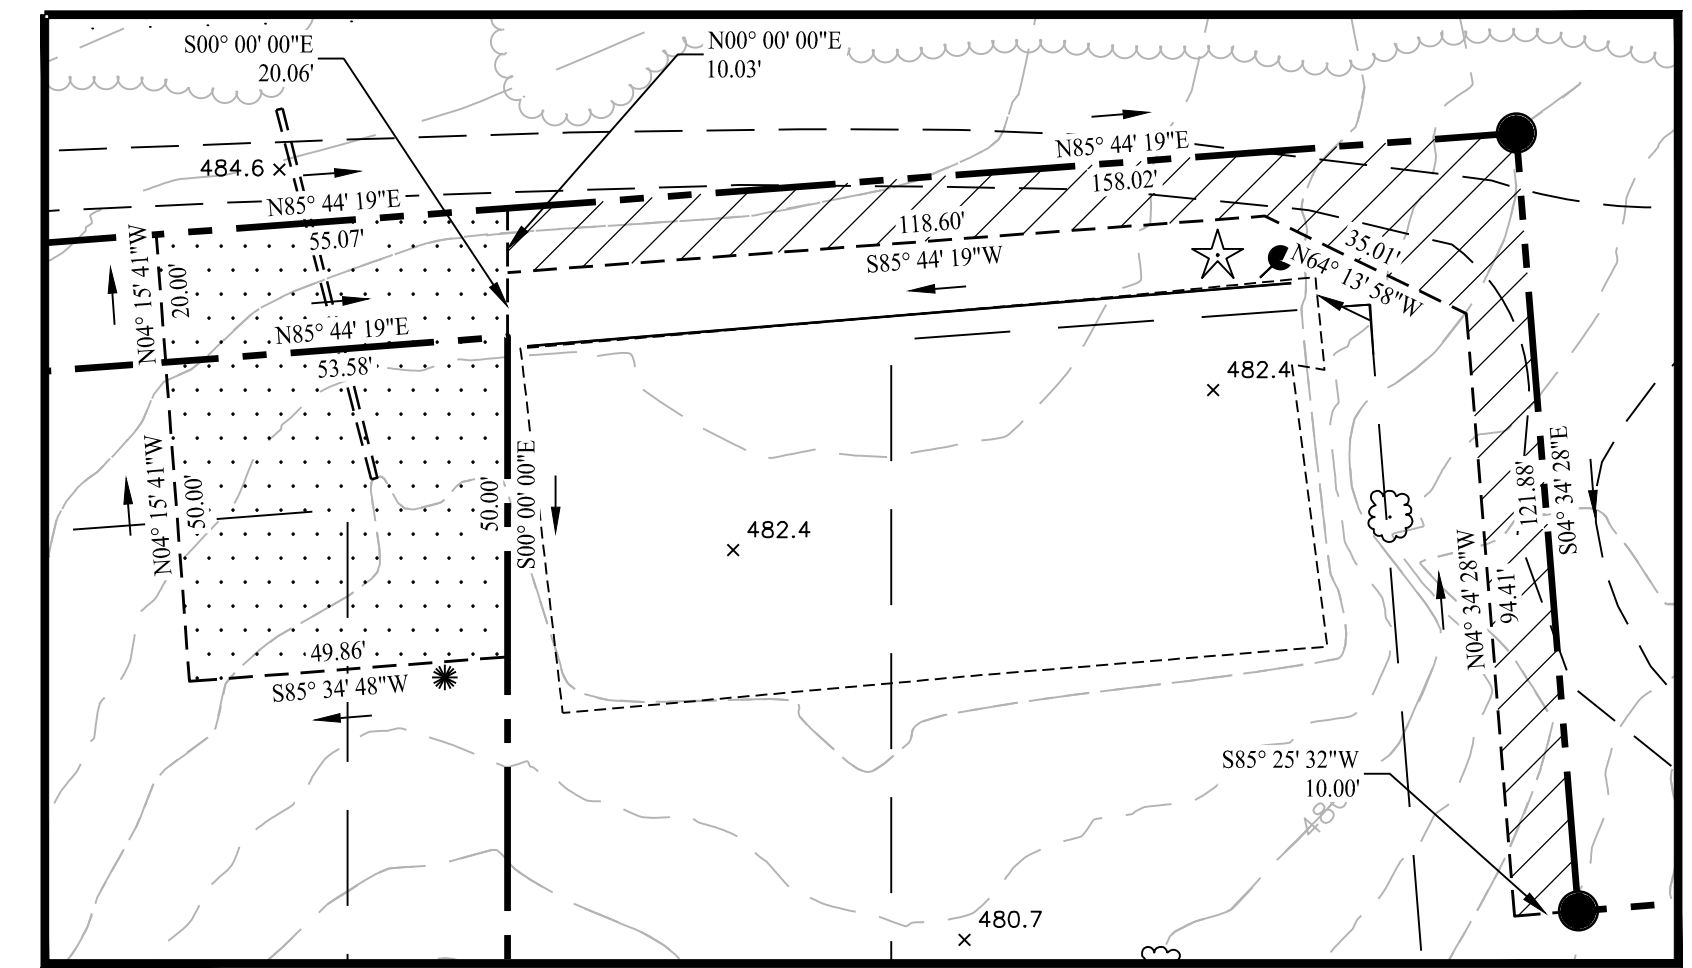 S00° 00' 00"E
20.06'
N00° 00' 00"E
10.03'
N85° 44' 19"E
158.02'
484.6
N85° 44' 19"E
55.07'
118.60'
S85° 44' 19"W
35.01'
N64° 13' 58"W
N04° 15' 41"W
20.00'
N85° 44' 19"E
53.58'
482.4
N04° 15' 41"W
50.00'
50.00'
S00° 00' 00"E
482.4
121.88'
S04° 34' 28"E
N04° 34' 28"W
94.41'
49.86'
S85° 34' 48"W
S85° 25' 32"W
10.00'
480.7